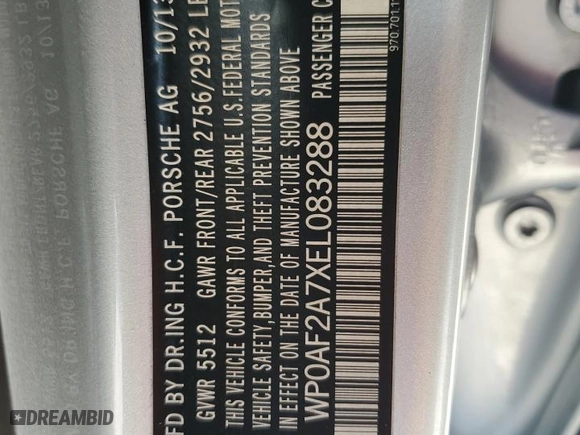 FD BY DR.ING H.C.F. PORSCHE AG 10/13
GVWR 5512 GAWR FRONT/REAR 2756/2932 LB
THIS VEHICLE CONFORMS TO ALL APPLICABLE U.S.FEDERAL MOT
VEHICLE SAFETY,BUMPER,AND THEFT PREVENTION STANDARDS
IN EFFECT ON THE DATE OF MANUFACTURE SHOWN ABOVE
WP0AF2A7XEL083288 PASSENGER C
970.701.1
DREAMBID